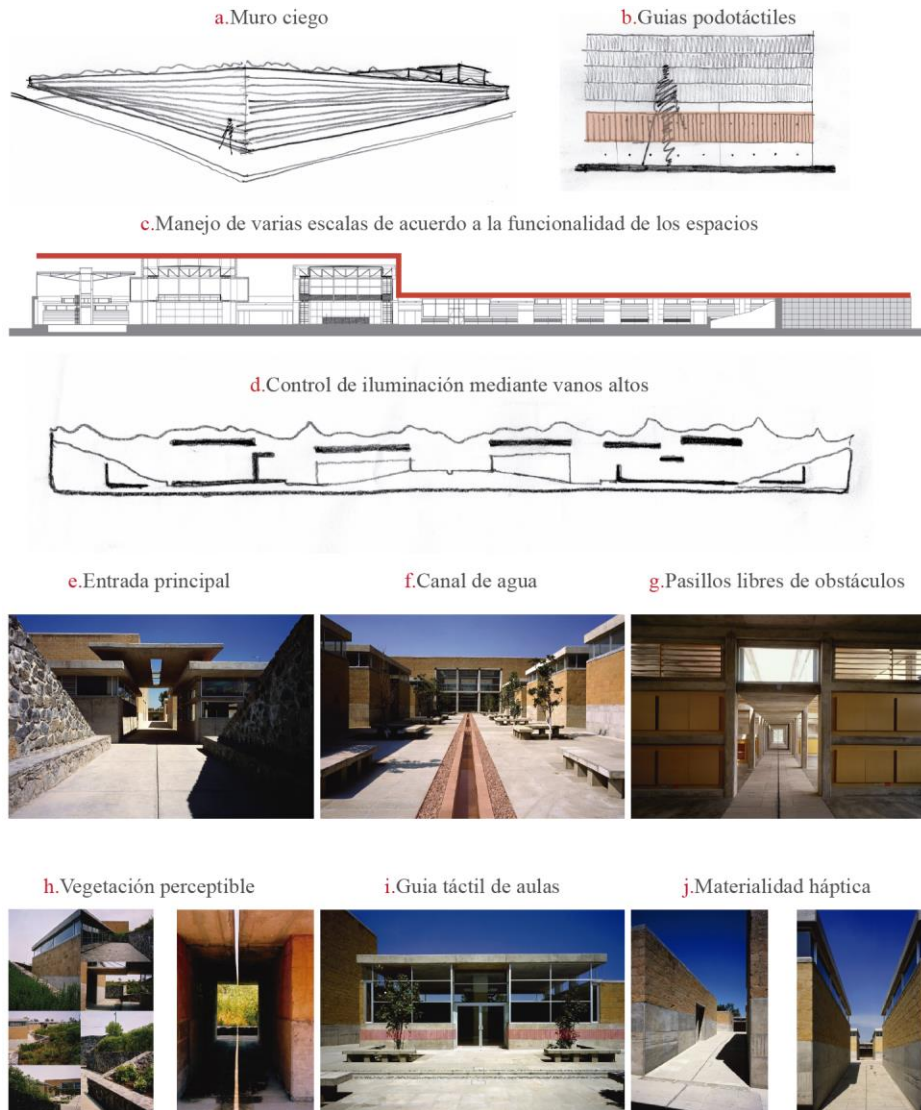 a.Muro ciego
b.Guias podotáctiles
c.Manejo de varias escalas de acuerdo a la funcionalidad de los espacios
d.Control de iluminación mediante vanos altos
e.Entrada principal
f.Canal de agua
g.Pasillos libres de obstáculos
h.Vegetación perceptible
i.Guia táctil de aulas
j.Materialidad háptica